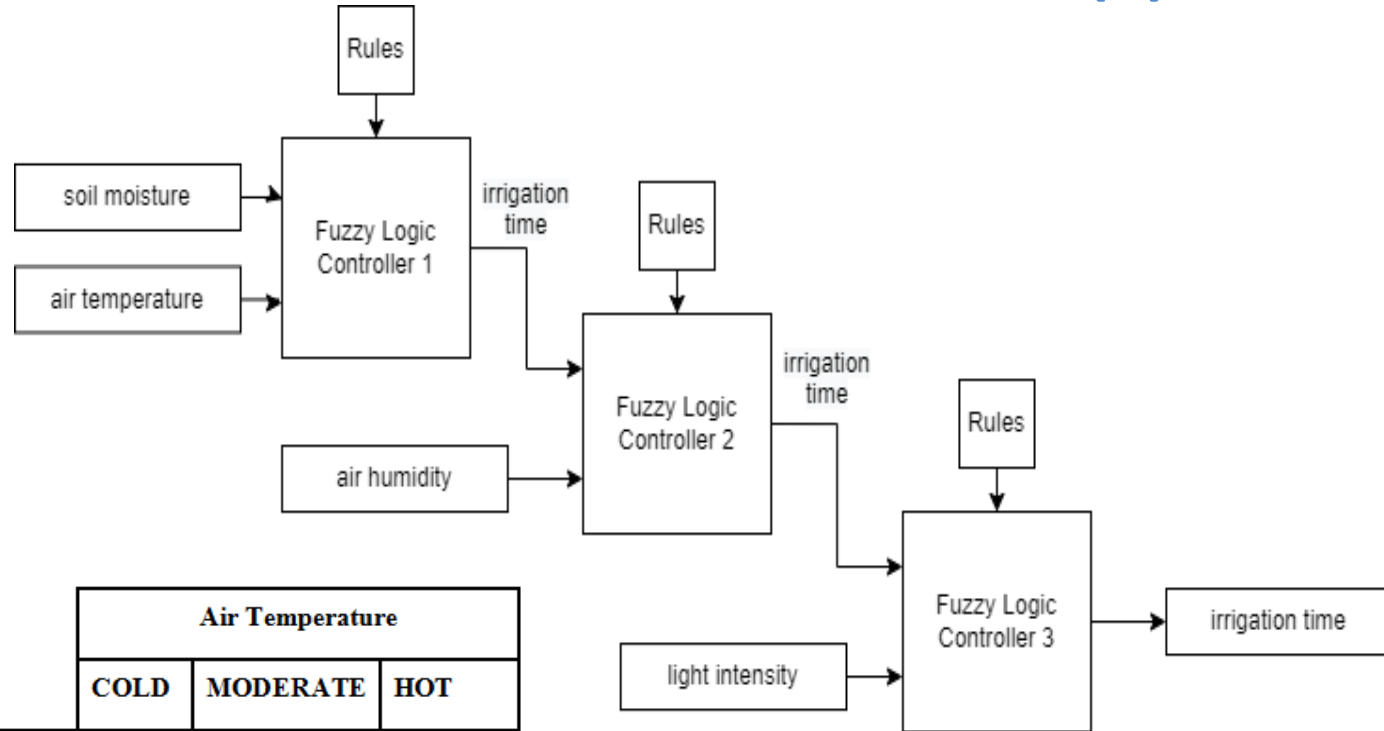 Rules
soil moisture
air temperature
Fuzzy Logic
Controller 1
irrigation
time
Rules
air humidity
Fuzzy Logic
Controller 2
irrigation
time
Rules
light intensity
Fuzzy Logic
Controller 3
irrigation time
Air Temperature
COLD MODERATE HOT